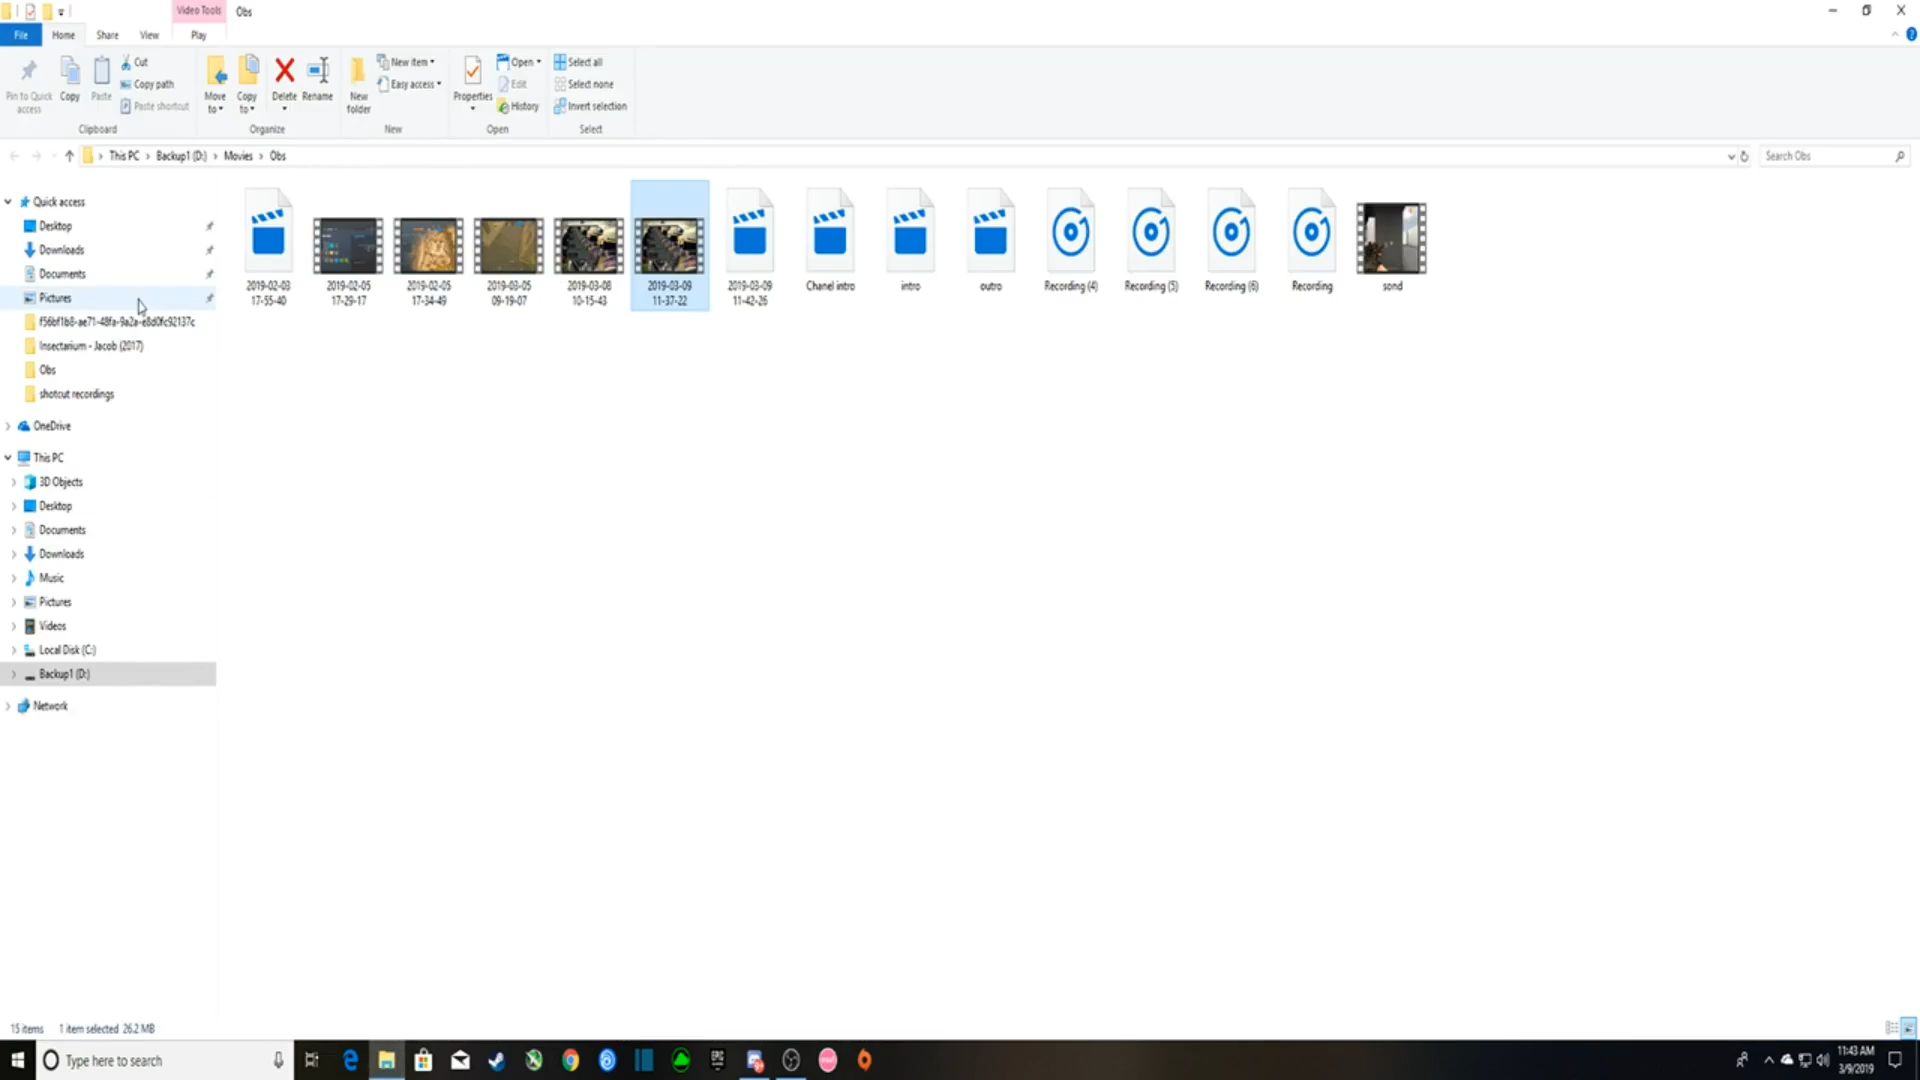 Video Tools
Obs
File
Home
Share
View
Play
Pin to Quick
access
Copy
Paste
Cut
Copy path
Paste shortcut
Clipboard
Move
to
Copy
to
Delete
Rename
Organize
New
folder
New item
Easy access
New
Properties
Open
Edit
History
Open
Select all
Select none
Invert selection
Select
This PC > Backup1 (D:) > Movies > Obs
Search Obs
Quick access
Desktop
Downloads
Documents
Pictures
f56bf1b8-ae71-48fa-9a2a-e8d0fc92137c
Insectarium - Jacob (2017)
Obs
shotcut recordings
OneDrive
This PC
3D Objects
Desktop
Documents
Downloads
Music
Pictures
Videos
Local Disk (C:)
Backup1 (D:)
Network
2019-02-03
17-55-40
2019-02-05
17-29-17
2019-02-05
17-34-49
2019-03-05
09-19-07
2019-03-08
10-15-43
2019-03-09
11-37-22
2019-03-09
11-42-26
Chanel intro
intro
outro
Recording (4)
Recording (5)
Recording (6)
Recording
sond
15 items
1 item selected 26.2 MB
Type here to search
EPIC
11:43 AM
3/9/2019